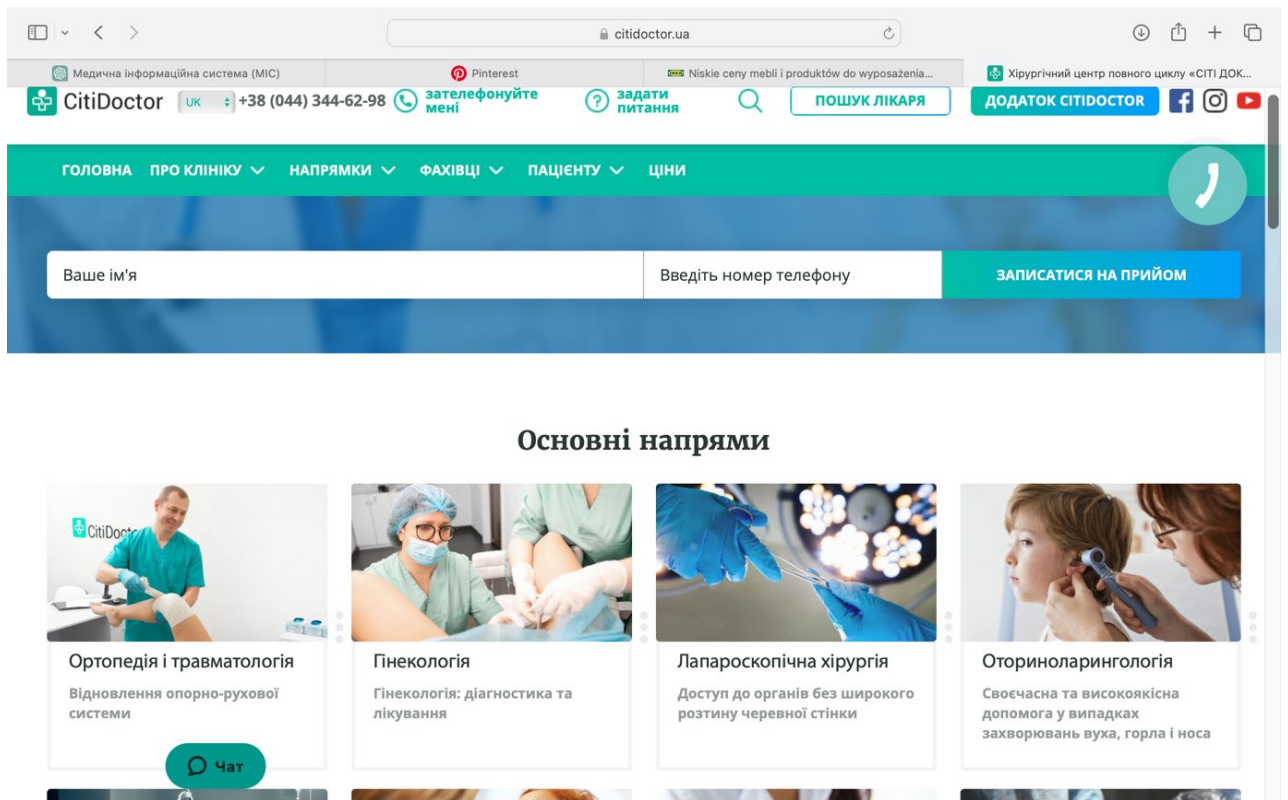 citidoctor.ua
Медична інформаційна система (МІС)
Pinterest
Niskie ceny mebli i produktów do wyposażenia...
Хірургічний центр повного циклу «СІТІ ДОК...
CitiDoctor
UK
+38 (044) 344-62-98
зателефонуйте
мені
задати
питання
ПОШУК ЛІКАРЯ
ДОДАТОК CITIDOCTOR
ГОЛОВНА ПРО КЛІНІКУ НАПРЯМКИ ФАХІВЦІ ПАЦІЄНТУ ЦІНИ
Ваше ім'я
Введіть номер телефону
ЗАПИСАТИСЯ НА ПРИЙОМ
Основні напрями
CitiDoctor
Ортопедія і травматологія
Відновлення опорно-рухової
системи
Гінекологія
Гінекологія: діагностика та
лікування
Лапароскопічна хірургія
Доступ до органів без широкого
розтину черевної стінки
Оториноларингологія
Своєчасна та високоякісна
допомога у випадках
захворювань вуха, горла і носа
Чат